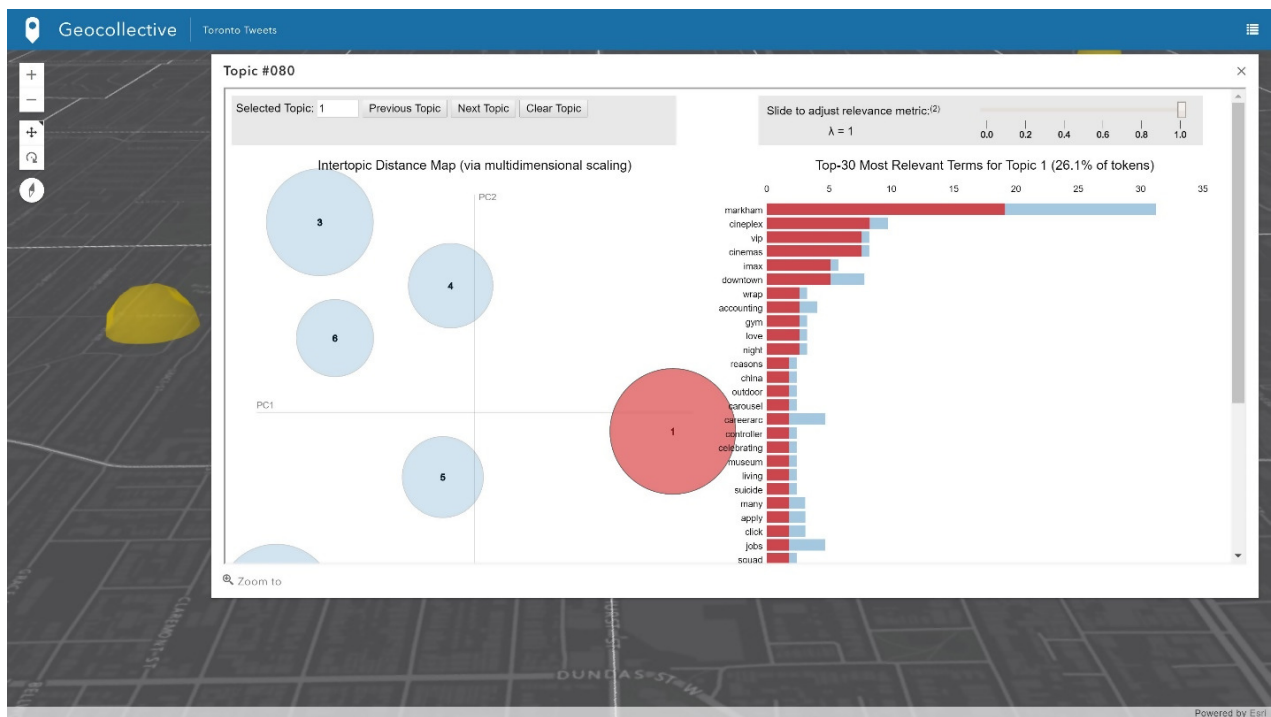 Geocollective
Toronto Tweets
Topic #080
Selected Topic: 1 Previous Topic Next Topic Clear Topic
Slide to adjust relevance metric:(2)
λ = 1
0.0 0.2 0.4 0.6 0.8 1.0
Intertopic Distance Map (via multidimensional scaling)
PC2
PC1
3
4
6
1
5
Top-30 Most Relevant Terms for Topic 1 (26.1% of tokens)
0 5 10 15 20 25 30 35
markham
cineplex
vip
cinemas
imax
downtown
wrap
accounting
gym
love
night
reasons
china
outdoor
carousel
careerarc
controller
celebrating
museum
living
suicide
many
apply
click
jobs
squad
Zoom to
CLAREMONT-ST
DUNDAS-ST-W
Powered by Esri